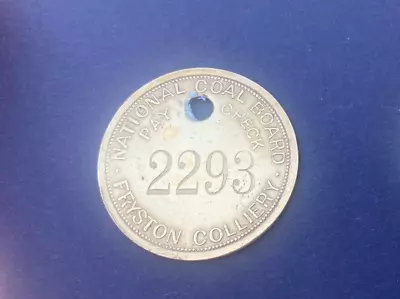 · NATIONAL COAL BOARD ·
PAY CHECK
2293
FRYSTON COLLIERY